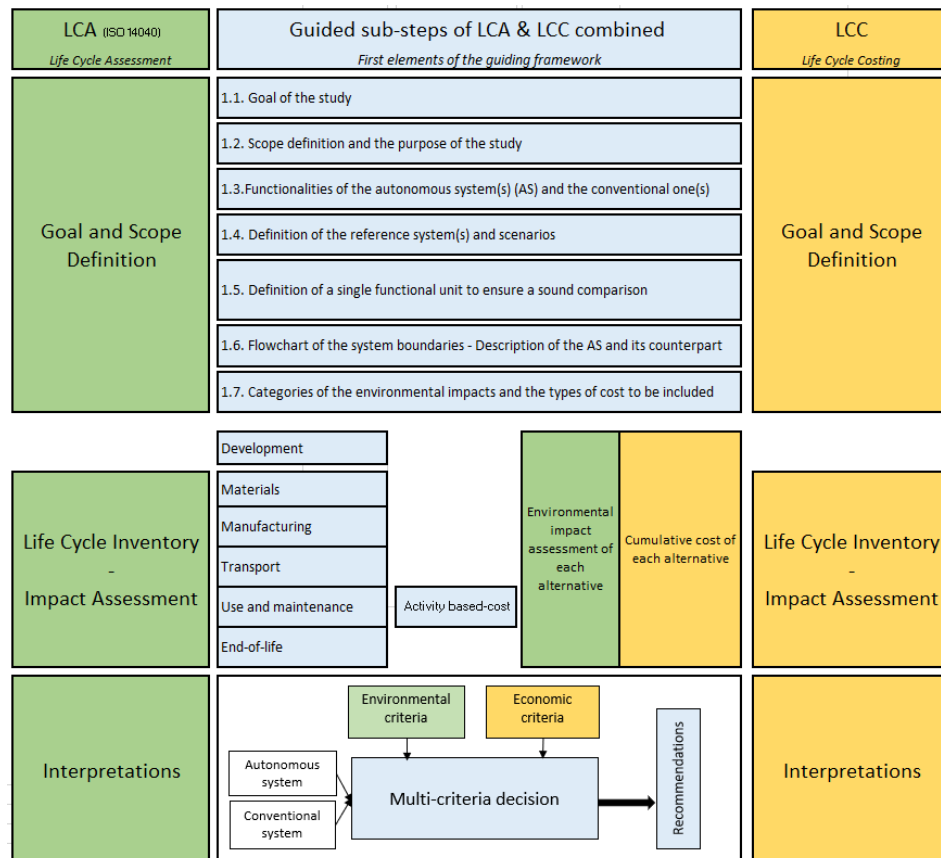 LCA (ISO 14040)
Life Cycle Assessment
Guided sub-steps of LCA & LCC combined
First elements of the guiding framework
LCC
Life Cycle Costing
Goal and Scope
Definition
1.1. Goal of the study
1.2. Scope definition and the purpose of the study
1.3.Functionalities of the autonomous system(s) (AS) and the conventional one(s)
1.4. Definition of the reference system(s) and scenarios
1.5. Definition of a single functional unit to ensure a sound comparison
1.6. Flowchart of the system boundaries - Description of the AS and its counterpart
1.7. Categories of the environmental impacts and the types of cost to be included
Goal and Scope
Definition
Life Cycle Inventory
-
Impact Assessment
Development
Materials
Manufacturing
Transport
Use and maintenance
End-of-life
Activity based-cost
Environmental
impact
assessment of
each
alternative
Cumulative cost of
each alternative
Life Cycle Inventory
-
Impact Assessment
Interpretations
Environmental
criteria
Economic
criteria
Autonomous
system
Conventional
system
Multi-criteria decision
Recommendations
Interpretations